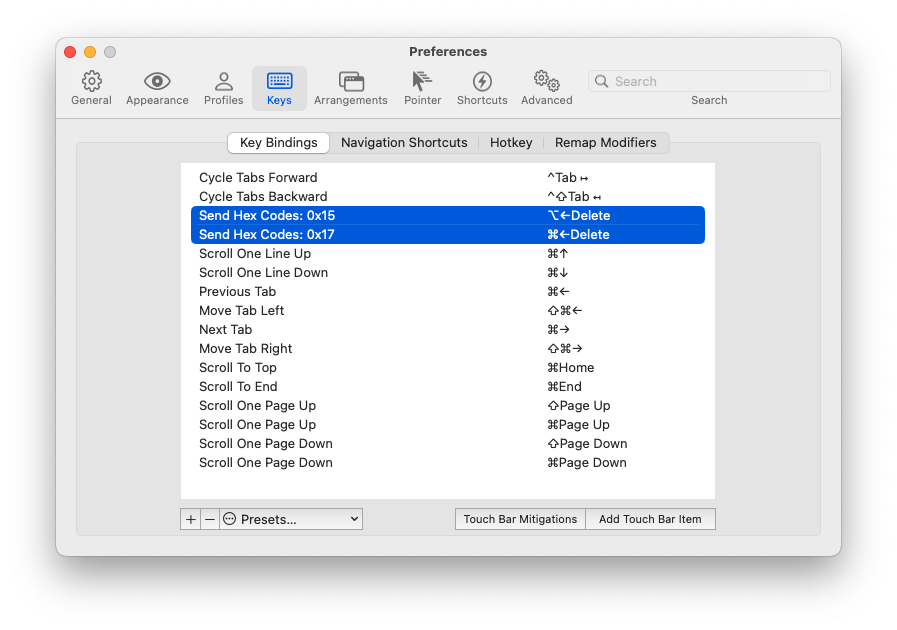 Preferences
General Appearance Profiles Keys Arrangements Pointer Shortcuts Advanced Search
Search
Key Bindings Navigation Shortcuts Hotkey Remap Modifiers
Cycle Tabs Forward ^Tab ↦
Cycle Tabs Backward ^⇧Tab ↤
Send Hex Codes: 0x15 ⌥←Delete
Send Hex Codes: 0x17 ⌘←Delete
Scroll One Line Up ⌘↑
Scroll One Line Down ⌘↓
Previous Tab ⌘←
Move Tab Left ⇧⌘←
Next Tab ⌘→
Move Tab Right ⇧⌘→
Scroll To Top ⌘Home
Scroll To End ⌘End
Scroll One Page Up ⇧Page Up
Scroll One Page Up ⌘Page Up
Scroll One Page Down ⇧Page Down
Scroll One Page Down ⌘Page Down
+ − Presets... Touch Bar Mitigations Add Touch Bar Item